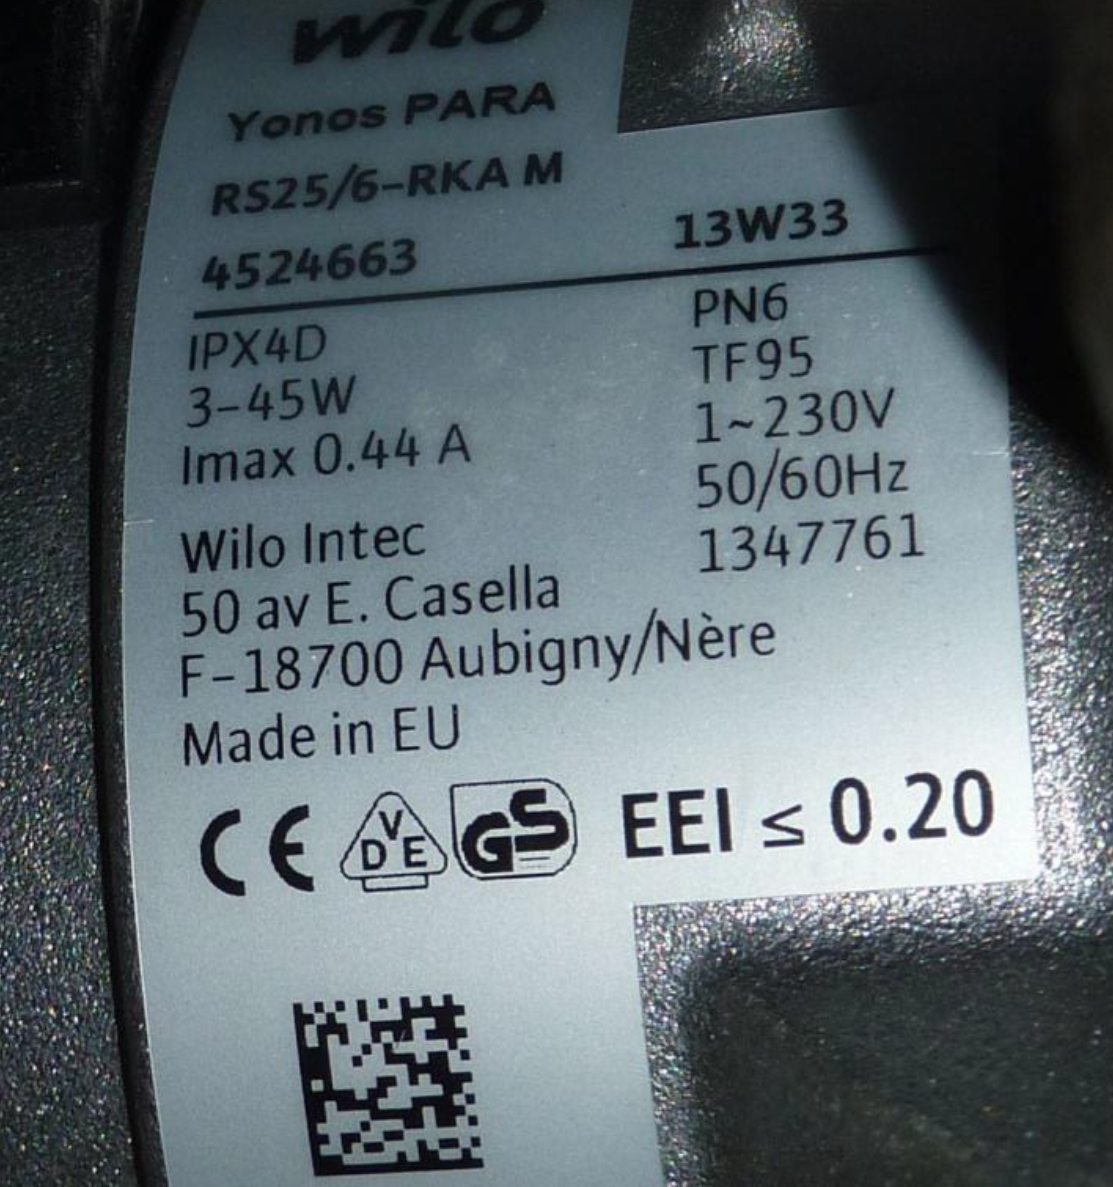 wilo
Yonos PARA
RS25/6-RKA M
4524663 13W33
IPX4D PN6
3-45W TF95
Imax 0.44 A 1~230V
50/60Hz
Wilo Intec 1347761
50 av E. Casella
F-18700 Aubigny/Nère
Made in EU
CE VDE GS EEI ≤ 0.20